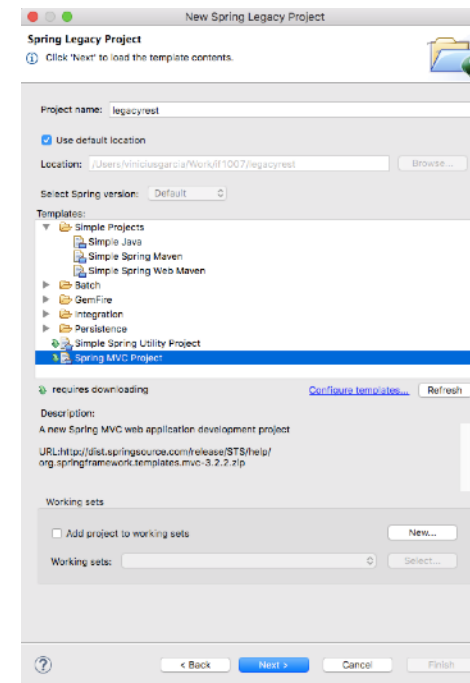 New Spring Legacy Project
Spring Legacy Project
Click 'Next' to load the template contents.
Project name: legacyrest
Use default location
Location: /Users/viniciusgarcia/Work/if1007/legacyrest Browse...
Select Spring version: Default
Templates:
Simple Projects
Simple Java
Simple Spring Maven
Simple Spring Web Maven
Batch
GemFire
Integration
Persistence
Simple Spring Utility Project
Spring MVC Project
requires downloading Configure templates... Refresh
Description:
A new Spring MVC web application development project
URL:http://dist.springsource.com/release/STS/help/
org.springframework.templates.mvc-3.2.2.zip
Working sets
Add project to working sets New...
Working sets: Select...
? < Back Next > Cancel Finish